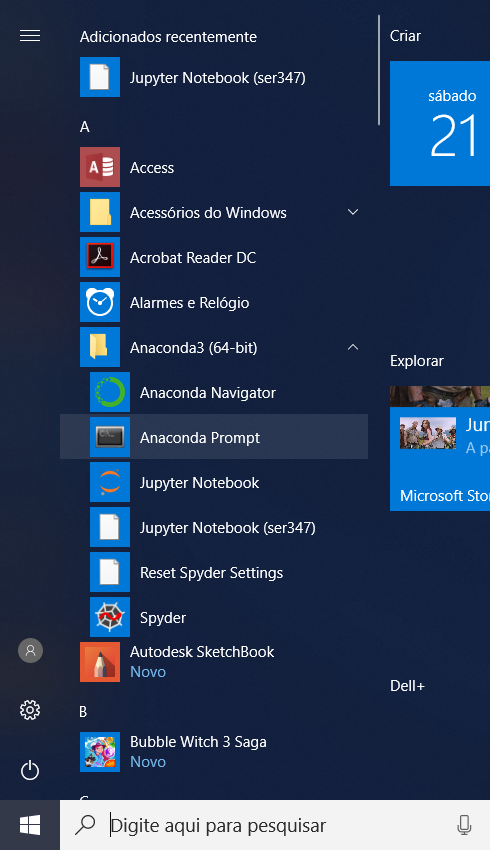 Adicionados recentemente
Jupyter Notebook (ser347)
A
Access
Acessórios do Windows
Acrobat Reader DC
Alarmes e Relógio
Anaconda3 (64-bit)
Anaconda Navigator
Anaconda Prompt
Jupyter Notebook
Jupyter Notebook (ser347)
Reset Spyder Settings
Spyder
Autodesk SketchBook
Novo
B
Bubble Witch 3 Saga
Novo
Criar
sábado
21
Explorar
Jur
A pa
Microsoft Sto
Dell+
Digite aqui para pesquisar